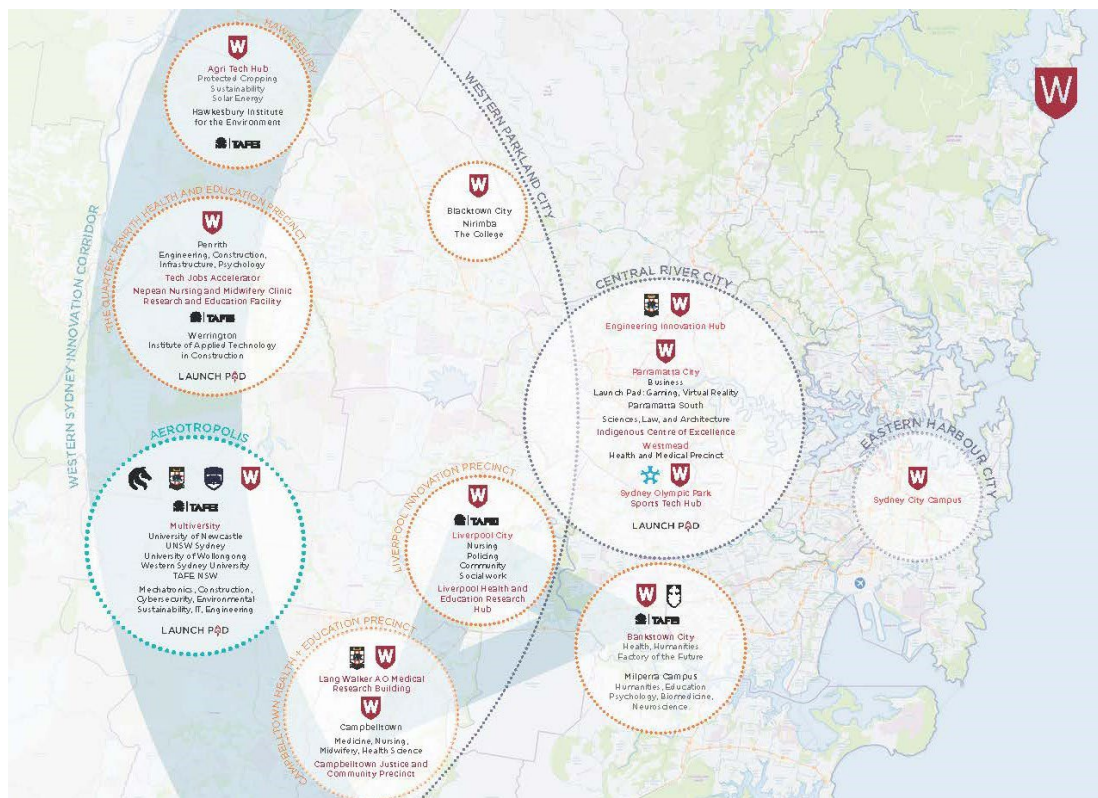 HAWKESBURY
W
Agri Tech Hub
Protected Cropping
Sustainability
Solar Energy
Hawkesbury Institute
for the Environment
TAFE
W
WESTERN PARKLAND CITY
W
Blacktown City
Nirimba
The College
WESTERN SYDNEY INNOVATION CORRIDOR
THE QUARTER: PENRITH HEALTH AND EDUCATION PRECINCT
W
Penrith
Engineering, Construction,
Infrastructure, Psychology
Tech Jobs Accelerator
Nepean Nursing and Midwifery Clinic
Research and Education Facility
TAFE
Werrington
Institute of Applied Technology
in Construction
LAUNCH PAD
CENTRAL RIVER CITY
W
Engineering Innovation Hub
W
Parramatta City
Business
Launch Pad: Gaming, Virtual Reality
Parramatta South
Sciences, Law, and Architecture
Indigenous Centre of Excellence
Westmead
Health and Medical Precinct
W
Sydney Olympic Park
Sports Tech Hub
LAUNCH PAD
EASTERN HARBOUR CITY
W
Sydney City Campus
AEROTROPOLIS
W
TAFE
Multiversity
University of Newcastle
UNSW Sydney
University of Wollongong
Western Sydney University
TAFE NSW
Mechatronics, Construction,
Cybersecurity, Environmental
Sustainability, IT, Engineering
LAUNCH PAD
LIVERPOOL INNOVATION PRECINCT
W
TAFE
Liverpool City
Nursing
Policing
Community
Social work
Liverpool Health and
Education Research
Hub
W
TAFE
Bankstown City
Health, Humanities
Factory of the Future
Milperra Campus
Humanities, Education
Psychology, Biomedicine,
Neuroscience
CAMPBELLTOWN HEALTH + EDUCATION PRECINCT
W
Lang Walker AO Medical
Research Building
W
Campbelltown
Medicine, Nursing,
Midwifery, Health Science
Campbelltown Justice and
Community Precinct